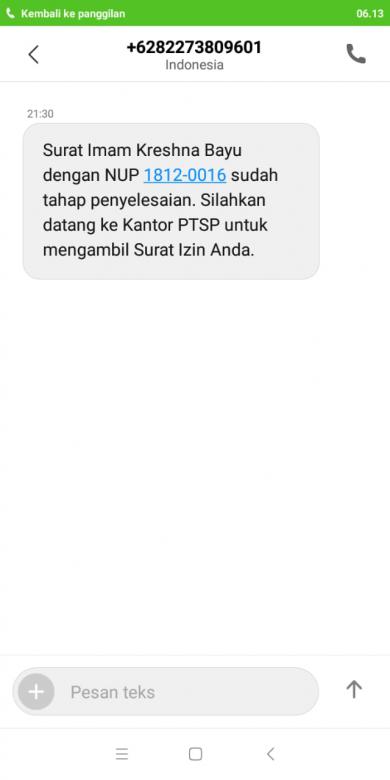 Kembali ke panggilan 06.13
+6282273809601
Indonesia
21:30
Surat Imam Kreshna Bayu
dengan NUP 1812-0016 sudah
tahap penyelesaian. Silahkan
datang ke Kantor PTSP untuk
mengambil Surat Izin Anda.
Pesan teks